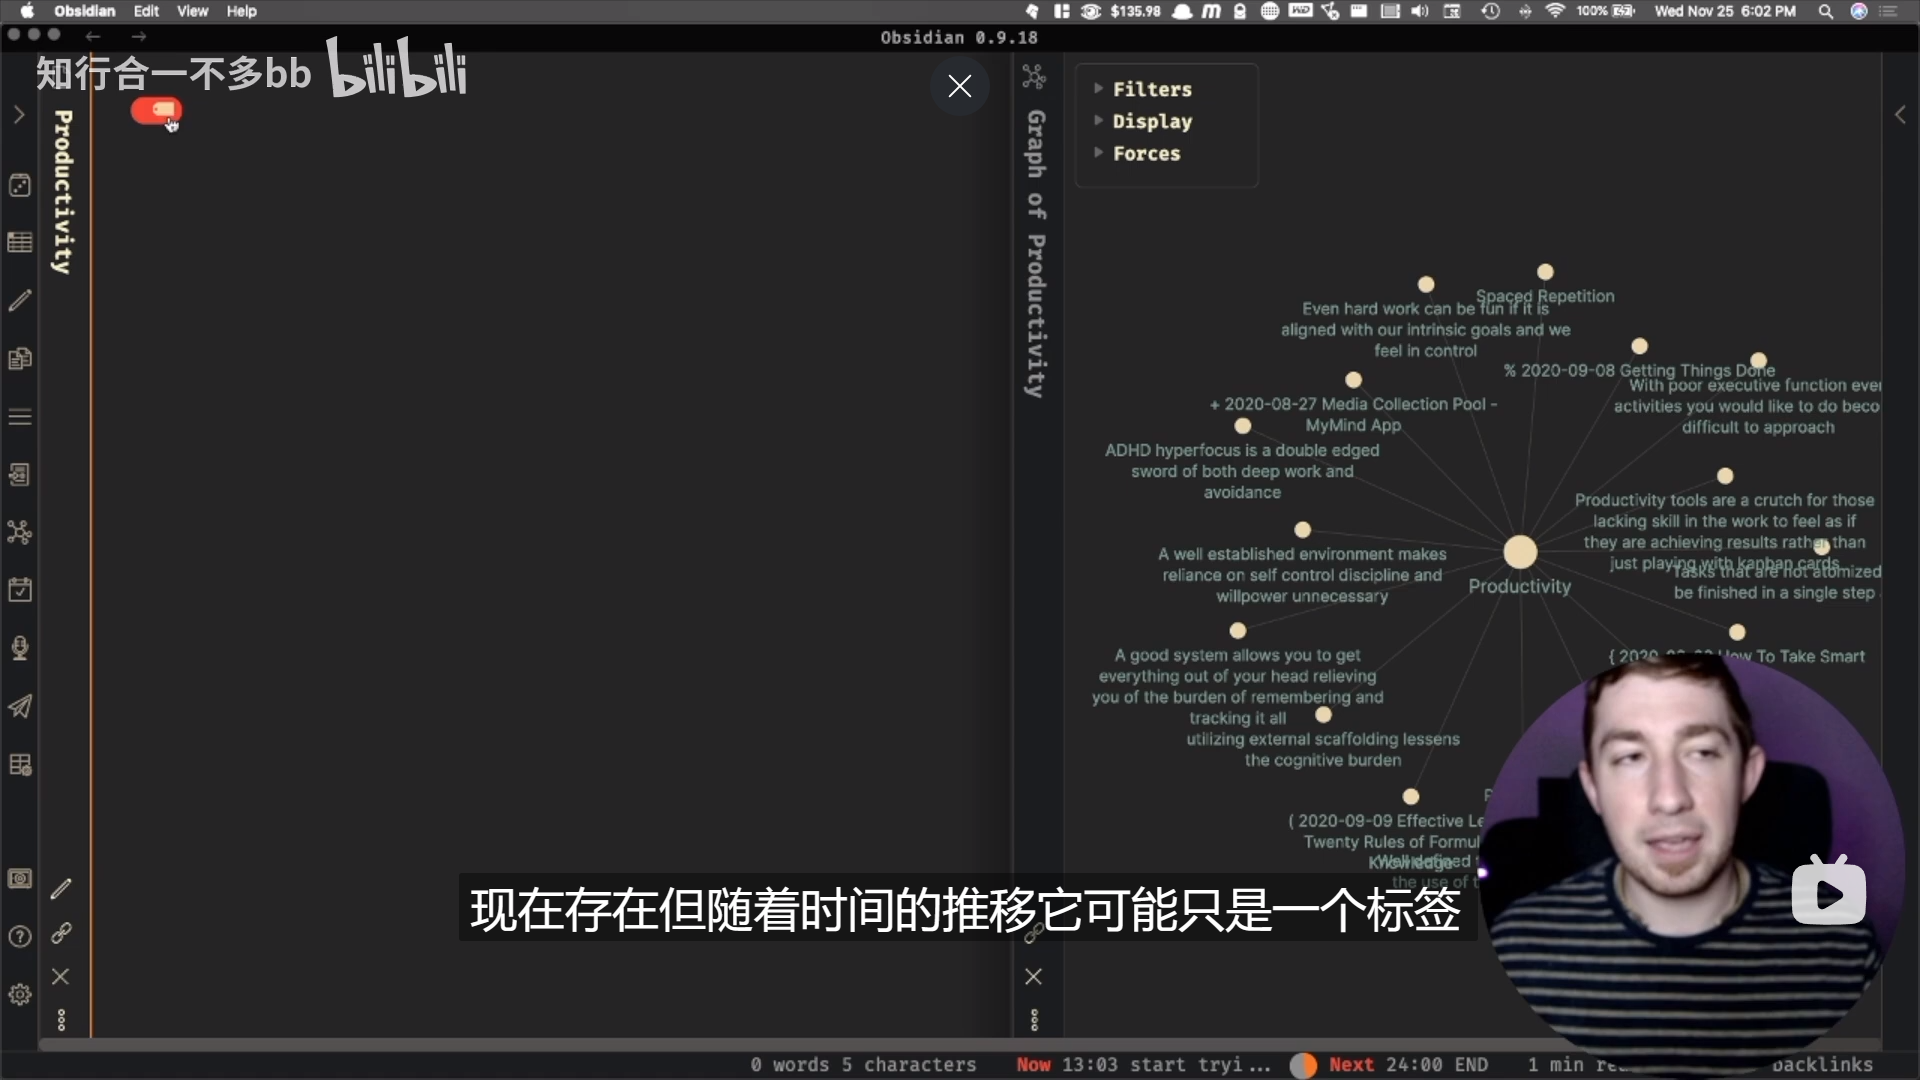 Obsidian Edit View Help
$135.98
100%
Wed Nov 25 6:02 PM
Obsidian 0.9.18
知行合一不多bb bilibili
Productivity
Graph of Productivity
Filters
Display
Forces
Spaced Repetition
Even hard work can be fun if it is
aligned with our intrinsic goals and we
feel in control
% 2020-09-08 Getting Things Done
With poor executive function ever
activities you would like to do beco
difficult to approach
+ 2020-08-27 Media Collection Pool -
MyMind App
ADHD hyperfocus is a double edged
sword of both deep work and
avoidance
Productivity tools are a crutch for those
lacking skill in the work to feel as if
they are achieving results rather than
just playing with kanban cards
Tasks that are not atomized
be finished in a single step
A well established environment makes
reliance on self control discipline and
willpower unnecessary
Productivity
A good system allows you to get
everything out of your head relieving
you of the burden of remembering and
tracking it all
How To Take Smart
utilizing external scaffolding lessens
the cognitive burden
( 2020-09-09 Effective Le
Twenty Rules of Formul
Knowledge
Well defined t
the use of t
现在存在但随着时间的推移它可能只是一个标签
0 words 5 characters
Now 13:03 start tryi...
Next 24:00 END
1 min re
backlinks